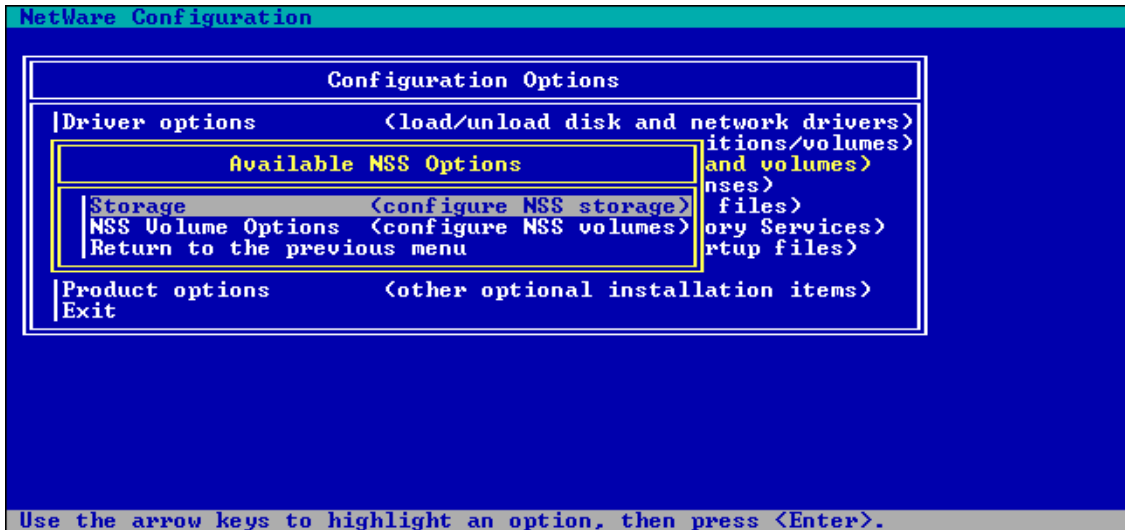 NetWare Configuration
Configuration Options
Driver options (load/unload disk and network drivers)
itions/volumes)
Available NSS Options
and volumes)
nses)
Storage (configure NSS storage)
files)
NSS Volume Options (configure NSS volumes)
ory Services)
Return to the previous menu
rtup files)
Product options (other optional installation items)
Exit
Use the arrow keys to highlight an option, then press <Enter>.